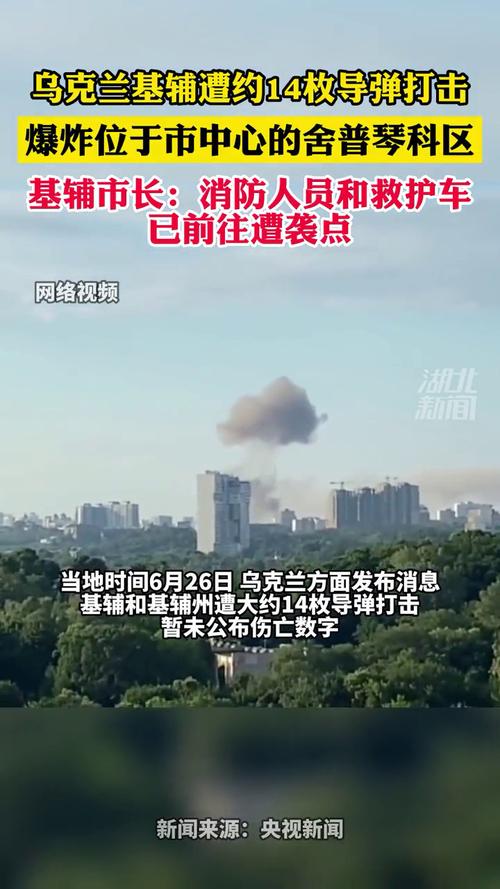 乌克兰基辅遭约14枚导弹打击
爆炸位于市中心的舍普琴科区
基辅市长：消防人员和救护车
已前往遭袭点
网络视频
湖北
新闻
当地时间6月26日 乌克兰方面发布消息
基辅和基辅州遭大约14枚导弹打击
暂未公布伤亡数字
新闻来源：央视新闻